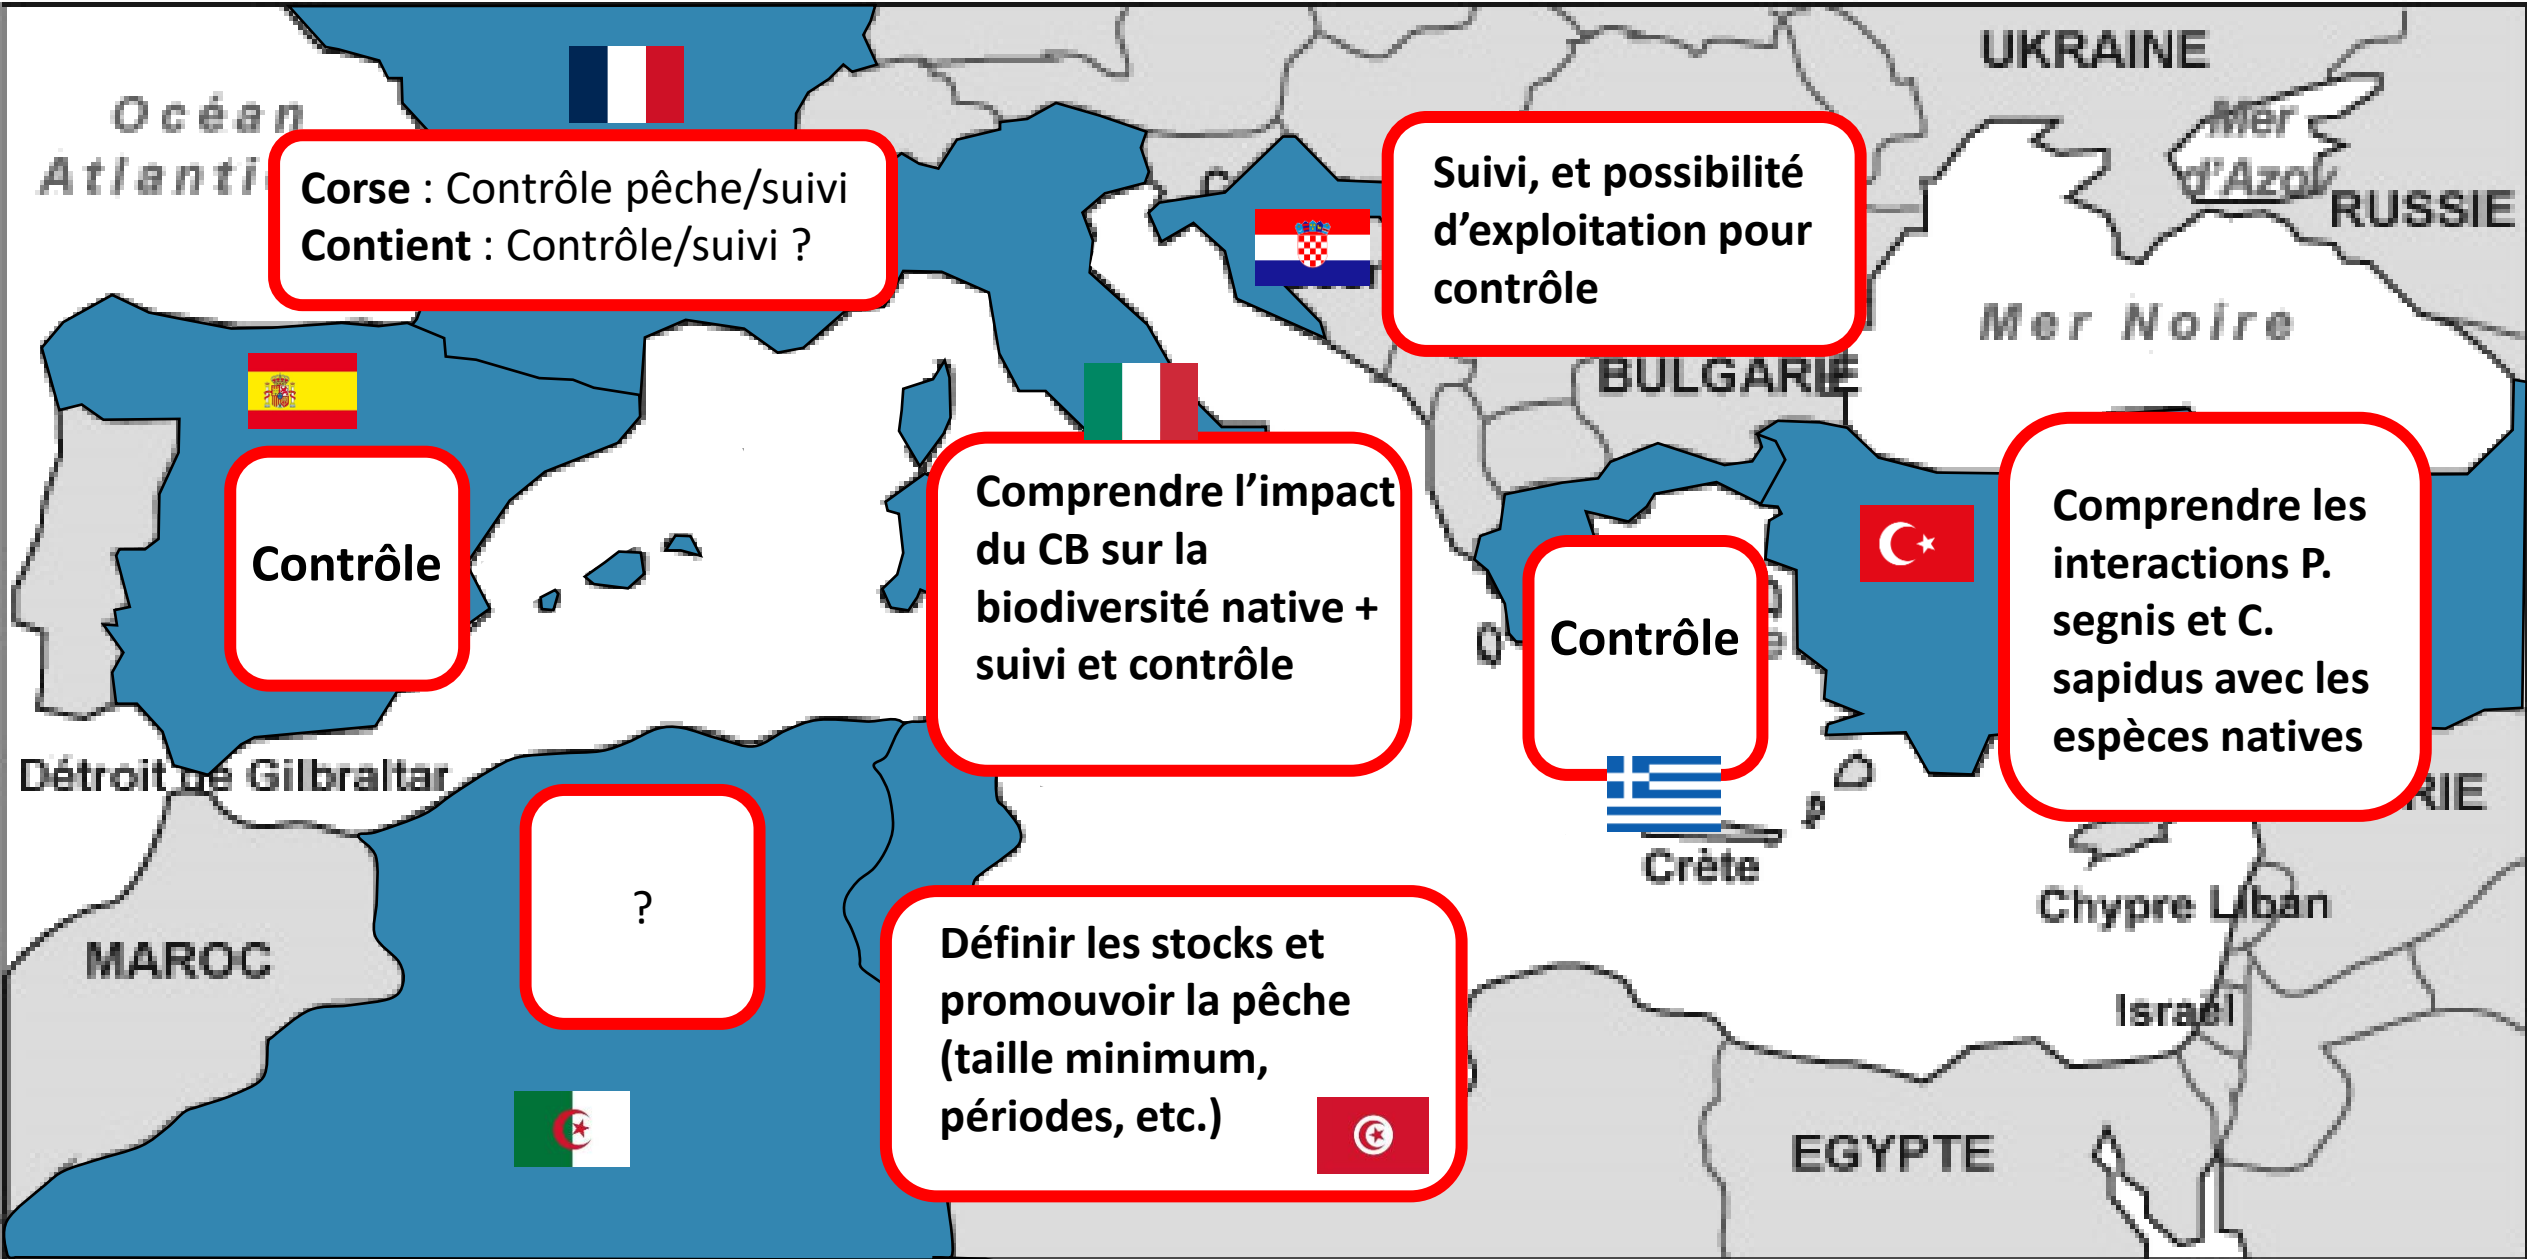 UKRAINE
Océan
Atlanti
Mer
d'Azov
RUSSIE
Corse : Contrôle pêche/suivi
Contient : Contrôle/suivi ?
Suivi, et possibilité
d’exploitation pour
contrôle
Mer Noire
BULGARIE
Contrôle
Comprendre l’impact
du CB sur la
biodiversité native +
suivi et contrôle
Contrôle
Comprendre les
interactions P.
segnis et C.
sapidus avec les
espèces natives
Détroit de Gilbraltar
RIE
Crète
Chypre Liban
?
MAROC
Définir les stocks et
promouvoir la pêche
(taille minimum,
périodes, etc.)
Israël
EGYPTE